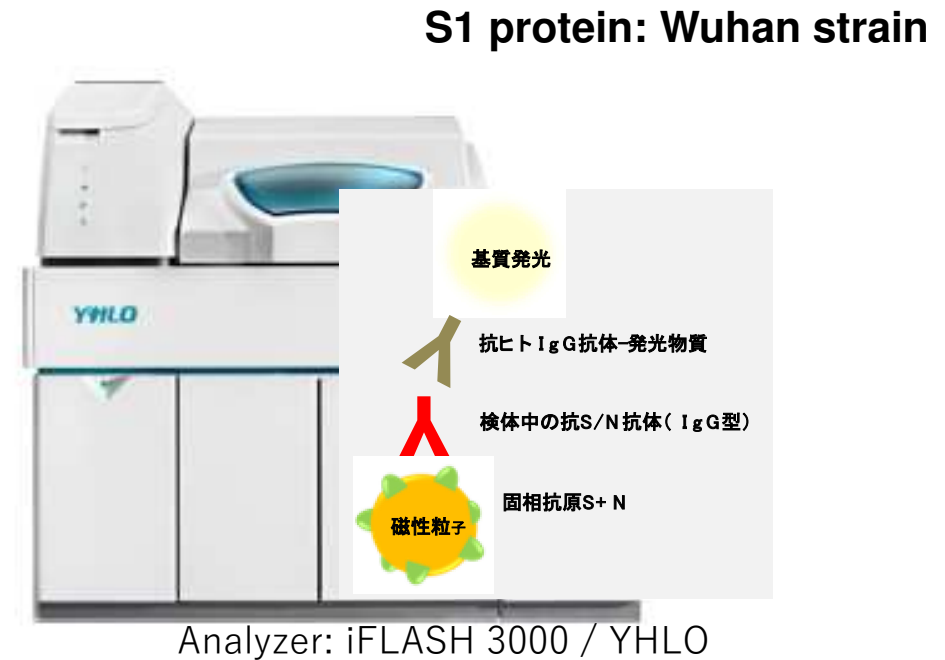 S1 protein: Wuhan strain
YHLO
基質発光
抗ヒトIgG抗体-発光物質
検体中の抗S/N抗体(IgG型)
固相抗原S+N
磁性粒子
Analyzer: iFLASH 3000 / YHLO